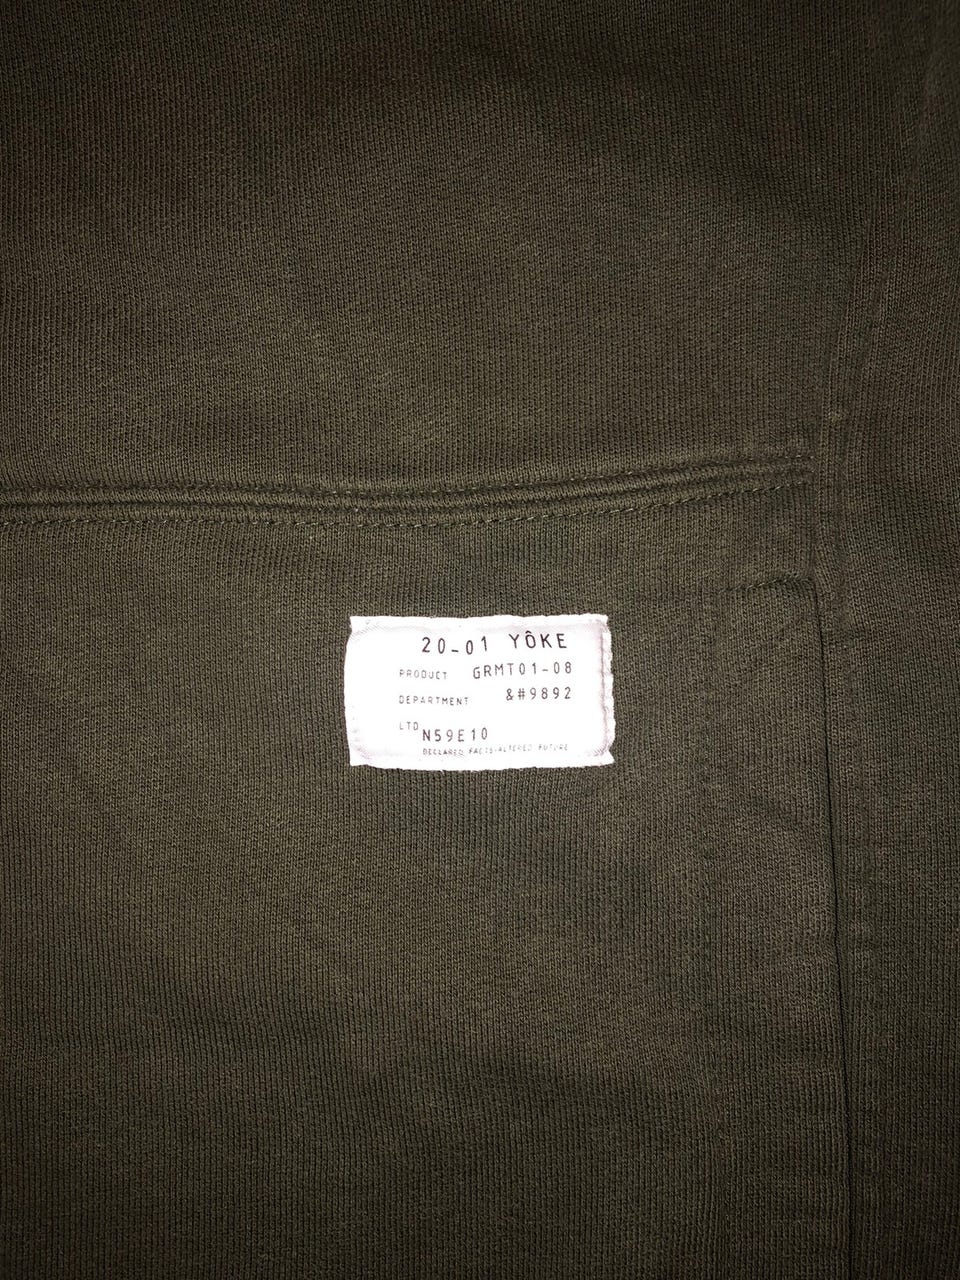 20-01 YÔKE
PRODUCT GRMT01-08
DEPARTMENT &#9892
LTD N59E10
DECLARED FACTS-ALTERED FUTURE